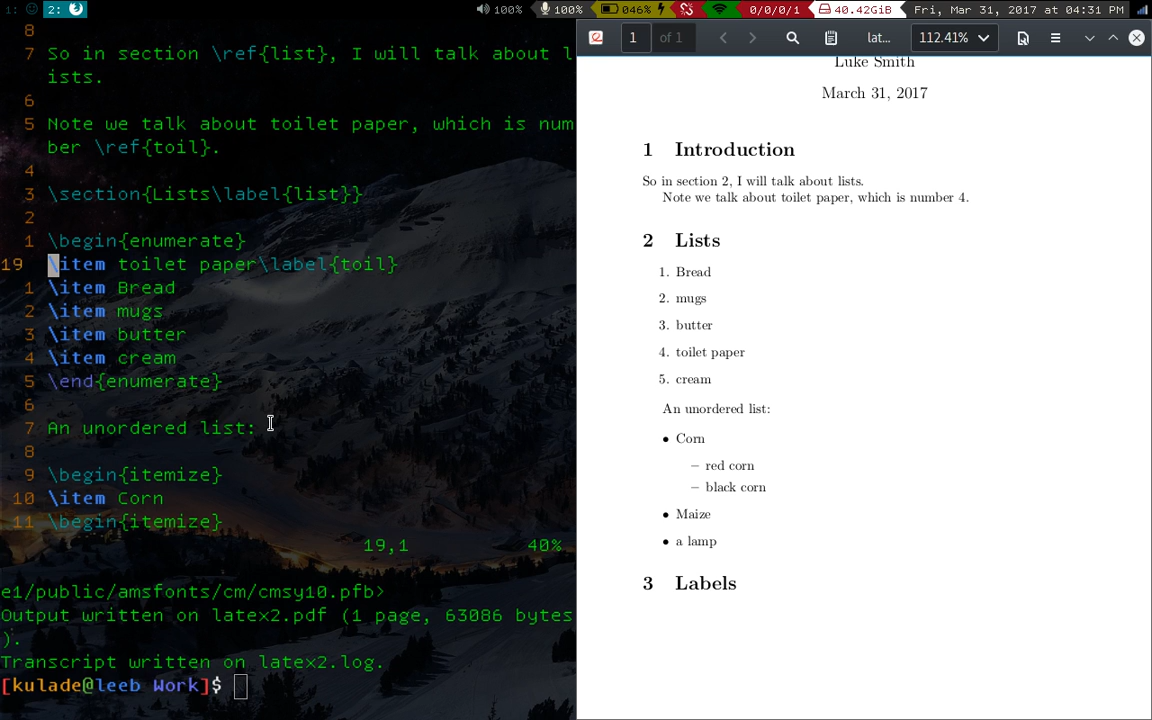 1: ☺ 2:
100% 100% 046% 0/0/0/1 40.42GiB Fri, Mar 31, 2017 at 04:31 PM
8
7 So in section \ref{list}, I will talk about l
ists.
6
5 Note we talk about toilet paper, which is num
ber \ref{toil}.
4
3 \section{Lists\label{list}}
2
1 \begin{enumerate}
19 \item toilet paper\label{toil}
1 \item Bread
2 \item mugs
3 \item butter
4 \item cream
5 \end{enumerate}
6
7 An unordered list:
8
9 \begin{itemize}
10 \item Corn
11 \begin{itemize}
19,1 40%
e1/public/amsfonts/cm/cmsy10.pfb>
Output written on latex2.pdf (1 page, 63086 bytes
).
Transcript written on latex2.log.
[kulade@leeb Work]$
1 of 1 lat... 112.41%
Luke Smith
March 31, 2017
1 Introduction
So in section 2, I will talk about lists.
Note we talk about toilet paper, which is number 4.
2 Lists
1. Bread
2. mugs
3. butter
4. toilet paper
5. cream
An unordered list:
• Corn
– red corn
– black corn
• Maize
• a lamp
3 Labels